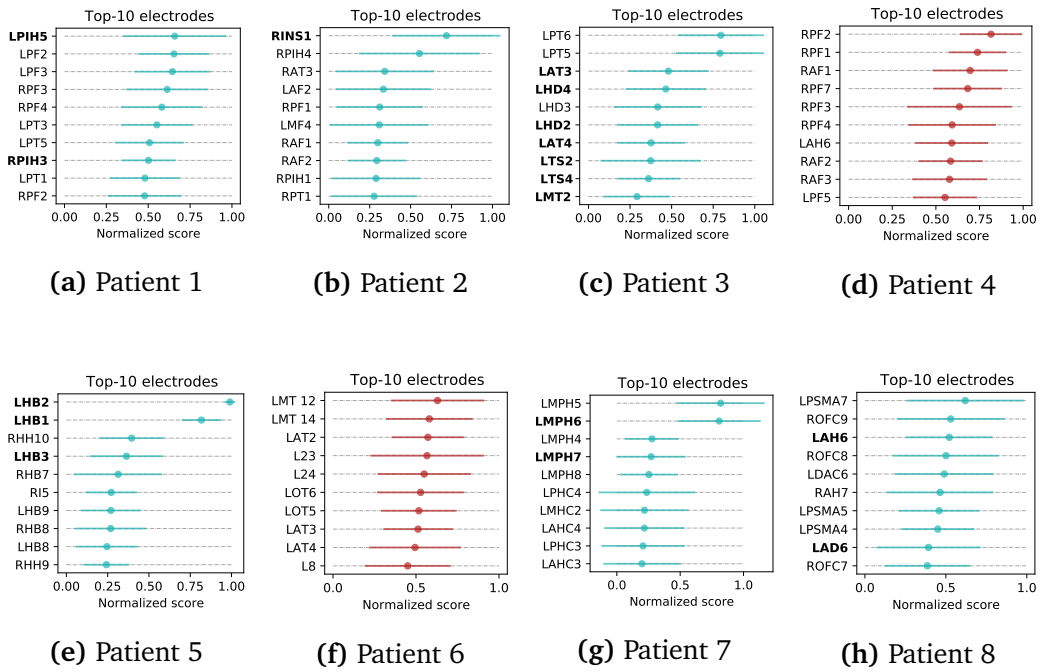 Top-10 electrodes
LPIH5
LPF2
LPF3
RPF3
RPF4
LPT3
LPT5
RPIH3
LPT1
RPF2
0.00 0.25 0.50 0.75 1.00
Normalized score
(a) Patient 1
Top-10 electrodes
RINS1
RPIH4
RAT3
LAF2
RPF1
LMF4
RAF1
RAF2
RPIH1
RPT1
0.00 0.25 0.50 0.75 1.00
Normalized score
(b) Patient 2
Top-10 electrodes
LPT6
LPT5
LAT3
LHD4
LHD3
LHD2
LAT4
LTS2
LTS4
LMT2
0.00 0.25 0.50 0.75 1.00
Normalized score
(c) Patient 3
Top-10 electrodes
RPF2
RPF1
RAF1
RPF7
RPF3
RPF4
LAH6
RAF2
RAF3
LPF5
0.00 0.25 0.50 0.75 1.00
Normalized score
(d) Patient 4
Top-10 electrodes
LHB2
LHB1
RHH10
LHB3
RHB7
RI5
LHB9
RHB8
LHB8
RHH9
0.0 0.5 1.0
Normalized score
(e) Patient 5
Top-10 electrodes
LMT 12
LMT 14
LAT2
L23
L24
LOT6
LOT5
LAT3
LAT4
L8
0.0 0.5 1.0
Normalized score
(f) Patient 6
Top-10 electrodes
LMPH5
LMPH6
LMPH4
LMPH7
LMPH8
LPHC4
LMHC2
LAHC4
LPHC3
LAHC3
0.0 0.5 1.0
Normalized score
(g) Patient 7
Top-10 electrodes
LPSMA7
ROFC9
LAH6
ROFC8
LDAC6
RAH7
LPSMA5
LPSMA4
LAD6
ROFC7
0.0 0.5 1.0
Normalized score
(h) Patient 8